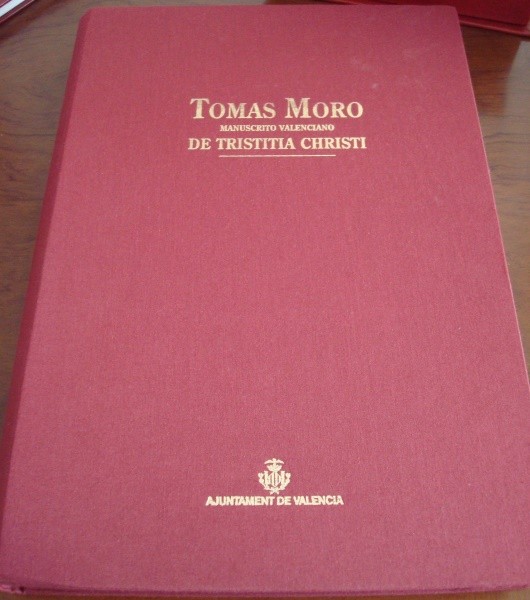 TOMAS MORO
MANUSCRITO VALENCIANO
DE TRISTITIA CHRISTI
AJUNTAMENT DE VALENCIA